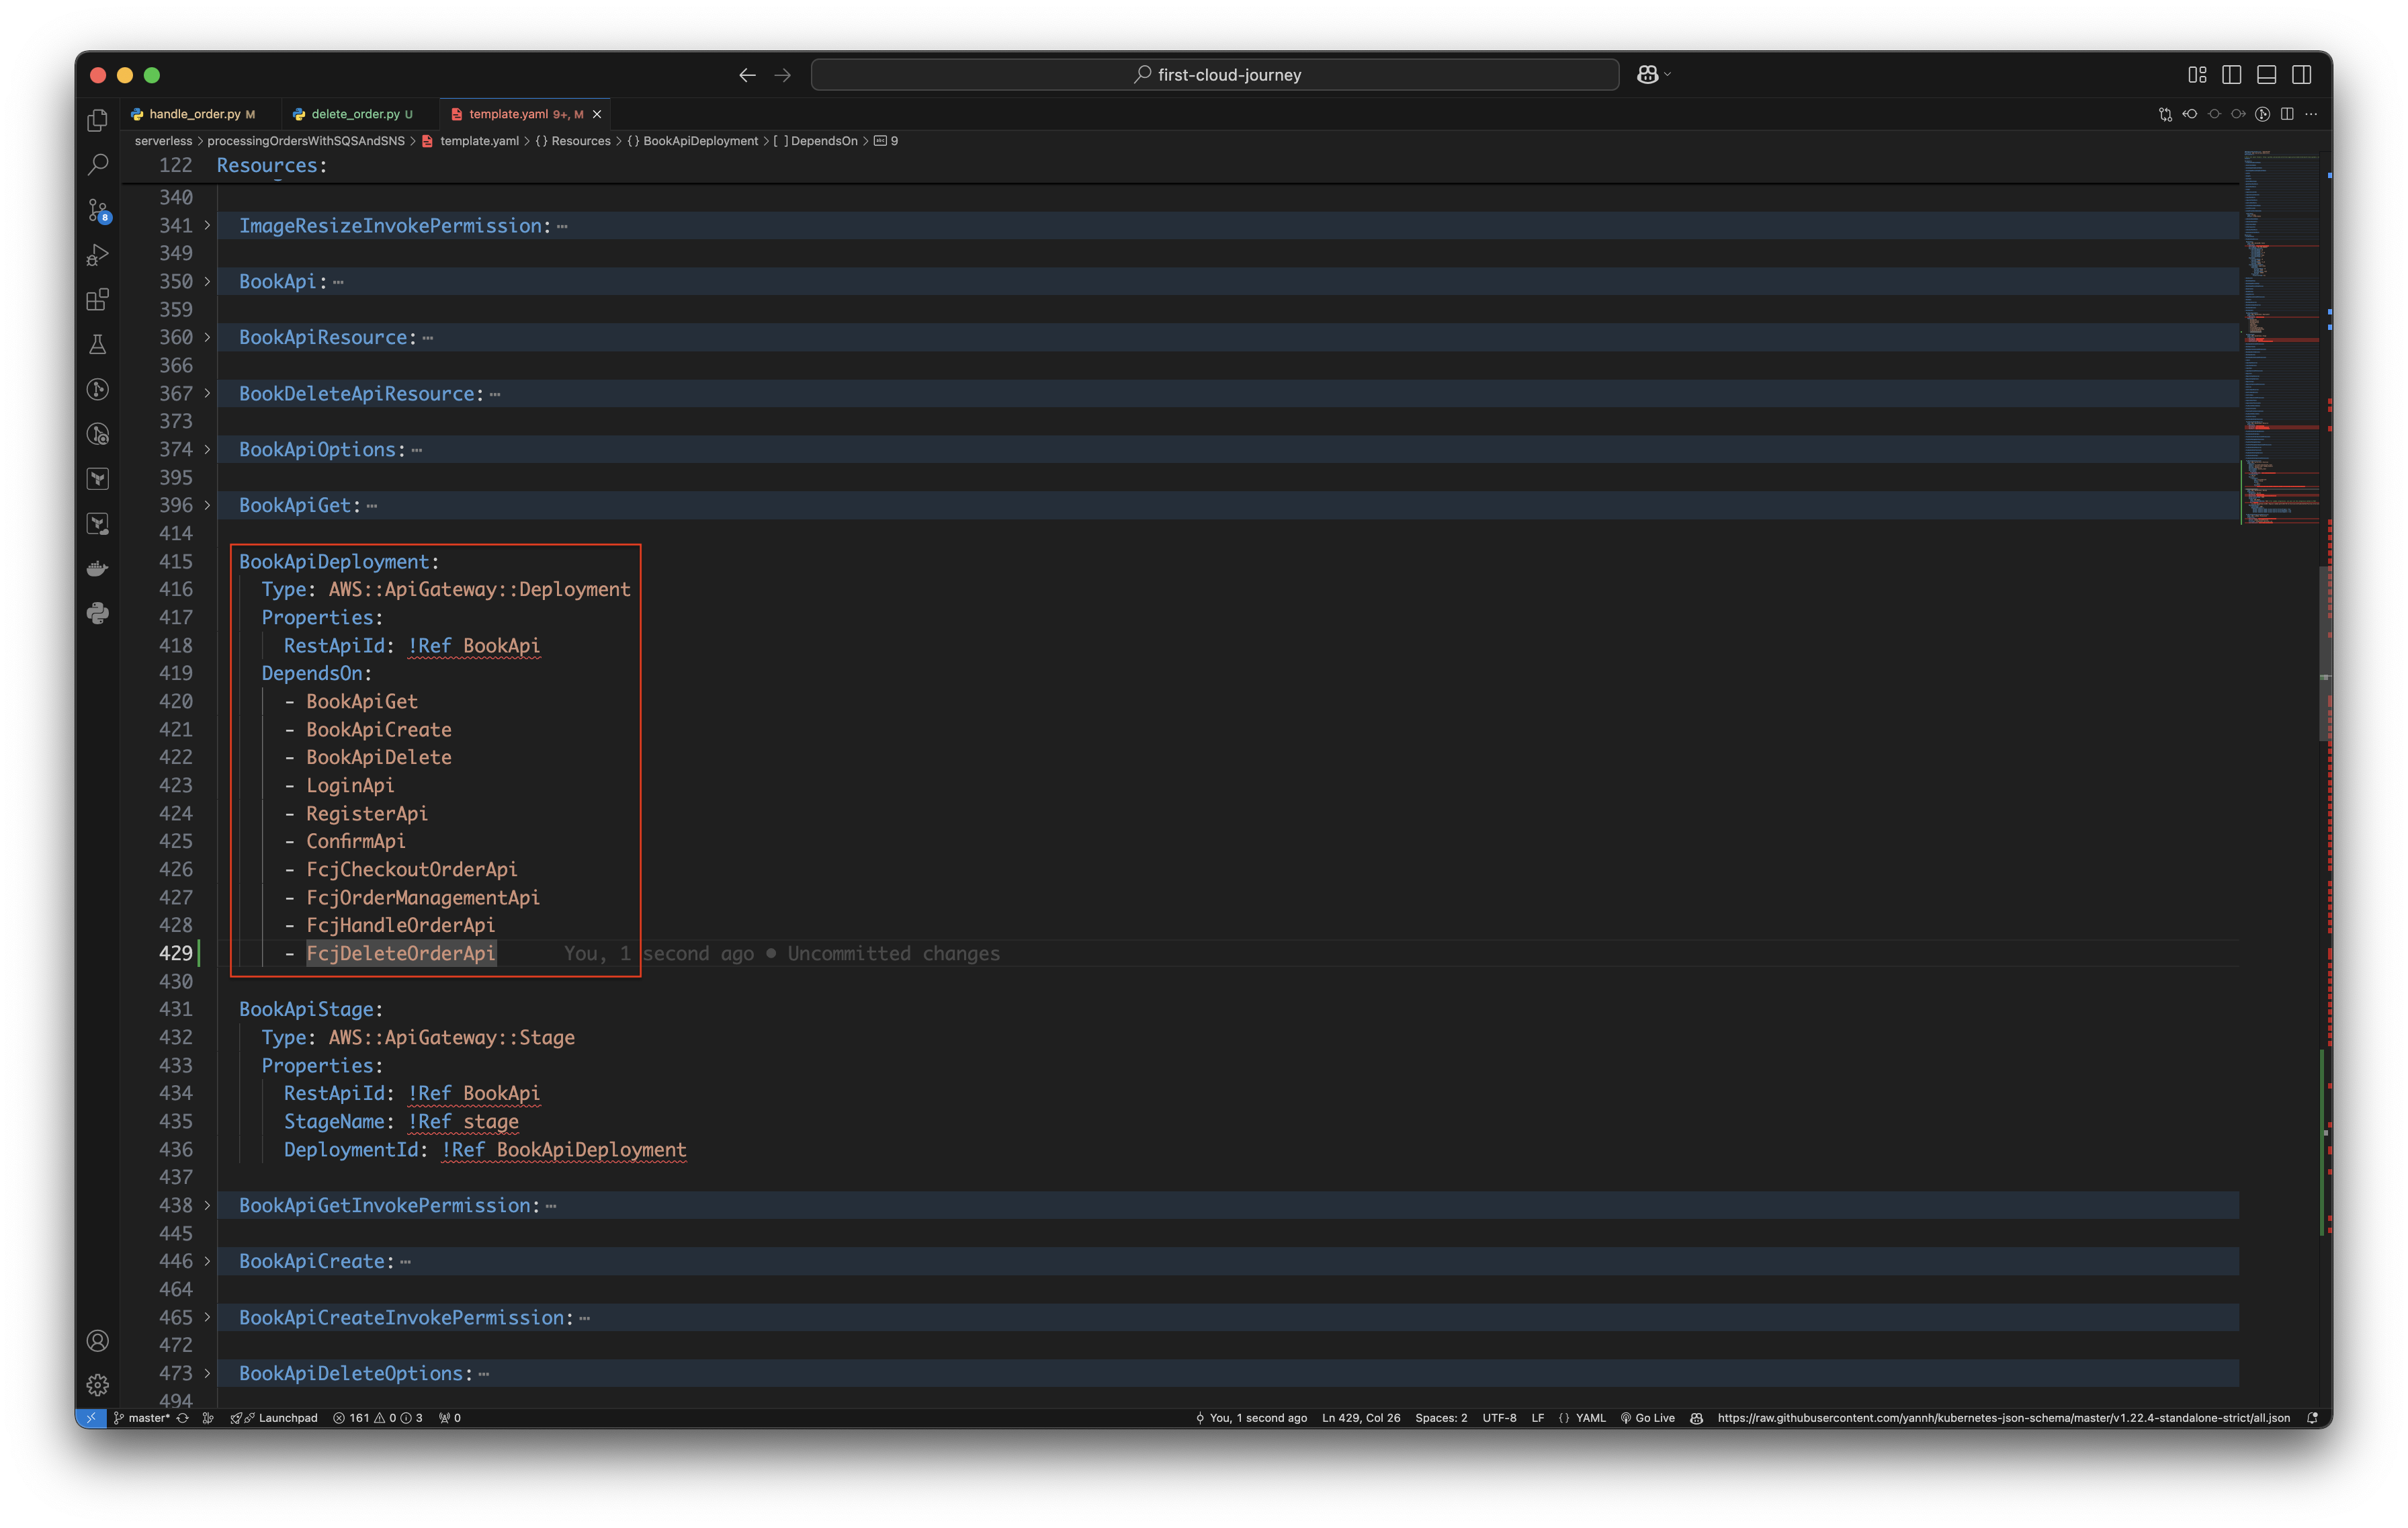 first-cloud-journey
handle_order.py M
delete_order.py U
template.yaml 9+, M
serverless > processingOrdersWithSQSAndSNS > template.yaml > {} Resources > {} BookApiDeployment > [ ] DependsOn > 9
122 Resources:
340
341 ImageResizeInvokePermission: ⋯
349
350 BookApi: ⋯
359
360 BookApiResource: ⋯
366
367 BookDeleteApiResource: ⋯
373
374 BookApiOptions: ⋯
395
396 BookApiGet: ⋯
414
415 BookApiDeployment:
416 Type: AWS::ApiGateway::Deployment
417 Properties:
418 RestApiId: !Ref BookApi
419 DependsOn:
420 - BookApiGet
421 - BookApiCreate
422 - BookApiDelete
423 - LoginApi
424 - RegisterApi
425 - ConfirmApi
426 - FcjCheckoutOrderApi
427 - FcjOrderManagementApi
428 - FcjHandleOrderApi
429 - FcjDeleteOrderApi You, 1 second ago • Uncommitted changes
430
431 BookApiStage:
432 Type: AWS::ApiGateway::Stage
433 Properties:
434 RestApiId: !Ref BookApi
435 StageName: !Ref stage
436 DeploymentId: !Ref BookApiDeployment
437
438 BookApiGetInvokePermission: ⋯
445
446 BookApiCreate: ⋯
464
465 BookApiCreateInvokePermission: ⋯
472
473 BookApiDeleteOptions: ⋯
494
8
master* Launchpad 161 0 3 0 You, 1 second ago Ln 429, Col 26 Spaces: 2 UTF-8 LF {} YAML Go Live https://raw.githubusercontent.com/yannh/kubernetes-json-schema/master/v1.22.4-standalone-strict/all.json